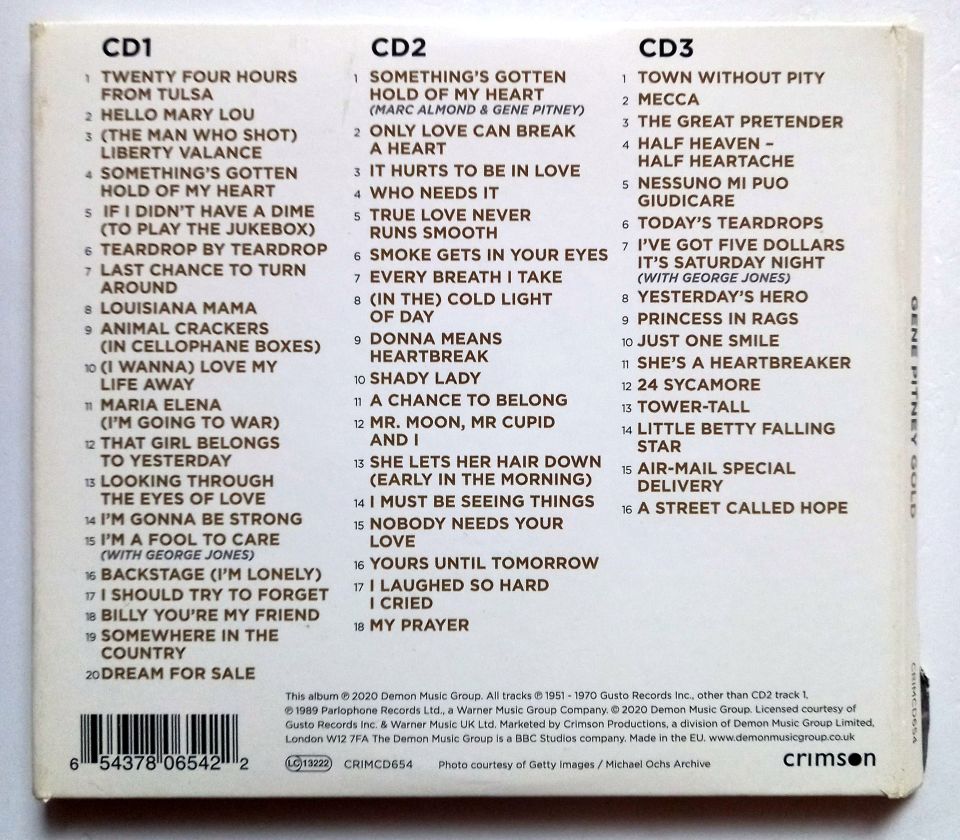 CD1
1 TWENTY FOUR HOURS
FROM TULSA
2 HELLO MARY LOU
3 (THE MAN WHO SHOT)
LIBERTY VALANCE
4 SOMETHING'S GOTTEN
HOLD OF MY HEART
5 IF I DIDN'T HAVE A DIME
(TO PLAY THE JUKEBOX)
6 TEARDROP BY TEARDROP
7 LAST CHANCE TO TURN
AROUND
8 LOUISIANA MAMA
9 ANIMAL CRACKERS
(IN CELLOPHANE BOXES)
10 (I WANNA) LOVE MY
LIFE AWAY
11 MARIA ELENA
(I'M GOING TO WAR)
12 THAT GIRL BELONGS
TO YESTERDAY
13 LOOKING THROUGH
THE EYES OF LOVE
14 I'M GONNA BE STRONG
15 I'M A FOOL TO CARE
(WITH GEORGE JONES)
16 BACKSTAGE (I'M LONELY)
17 I SHOULD TRY TO FORGET
18 BILLY YOU'RE MY FRIEND
19 SOMEWHERE IN THE
COUNTRY
20 DREAM FOR SALE
CD2
1 SOMETHING'S GOTTEN
HOLD OF MY HEART
(MARC ALMOND & GENE PITNEY)
2 ONLY LOVE CAN BREAK
A HEART
3 IT HURTS TO BE IN LOVE
4 WHO NEEDS IT
5 TRUE LOVE NEVER
RUNS SMOOTH
6 SMOKE GETS IN YOUR EYES
7 EVERY BREATH I TAKE
8 (IN THE) COLD LIGHT
OF DAY
9 DONNA MEANS
HEARTBREAK
10 SHADY LADY
11 A CHANCE TO BELONG
12 MR. MOON, MR CUPID
AND I
13 SHE LETS HER HAIR DOWN
(EARLY IN THE MORNING)
14 I MUST BE SEEING THINGS
15 NOBODY NEEDS YOUR
LOVE
16 YOURS UNTIL TOMORROW
17 I LAUGHED SO HARD
I CRIED
18 MY PRAYER
CD3
1 TOWN WITHOUT PITY
2 MECCA
3 THE GREAT PRETENDER
4 HALF HEAVEN –
HALF HEARTACHE
5 NESSUNO MI PUO
GIUDICARE
6 TODAY'S TEARDROPS
7 I'VE GOT FIVE DOLLARS
IT'S SATURDAY NIGHT
(WITH GEORGE JONES)
8 YESTERDAY'S HERO
9 PRINCESS IN RAGS
10 JUST ONE SMILE
11 SHE'S A HEARTBREAKER
12 24 SYCAMORE
13 TOWER-TALL
14 LITTLE BETTY FALLING
STAR
15 AIR-MAIL SPECIAL
DELIVERY
16 A STREET CALLED HOPE
This album ℗ 2020 Demon Music Group. All tracks ℗ 1951 - 1970 Gusto Records Inc., other than CD2 track 1,
℗ 1989 Parlophone Records Ltd., a Warner Music Group Company. © 2020 Demon Music Group. Licensed courtesy of
Gusto Records Inc. & Warner Music UK Ltd. Marketed by Crimson Productions, a division of Demon Music Group Limited,
London W12 7FA The Demon Music Group is a BBC Studios company. Made in the EU. www.demonmusicgroup.co.uk
6 54378 06542 2
LC 13222
CRIMCD654
Photo courtesy of Getty Images / Michael Ochs Archive
crimson
GENE PITNEY GOLD
CRIMCD654